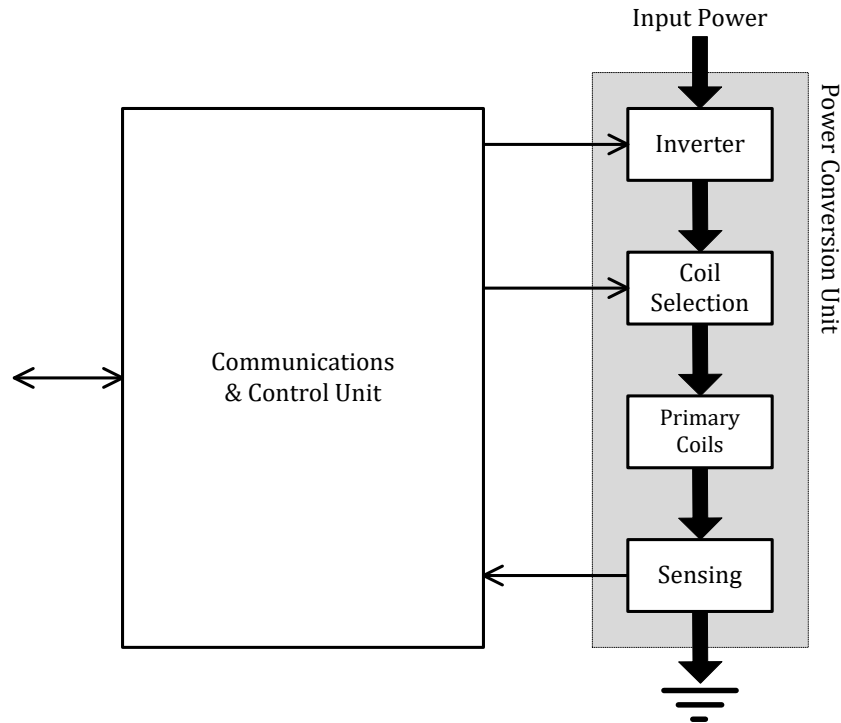 Input Power
Power Conversion Unit
Inverter
Coil
Selection
Communications
& Control Unit
Primary
Coils
Sensing